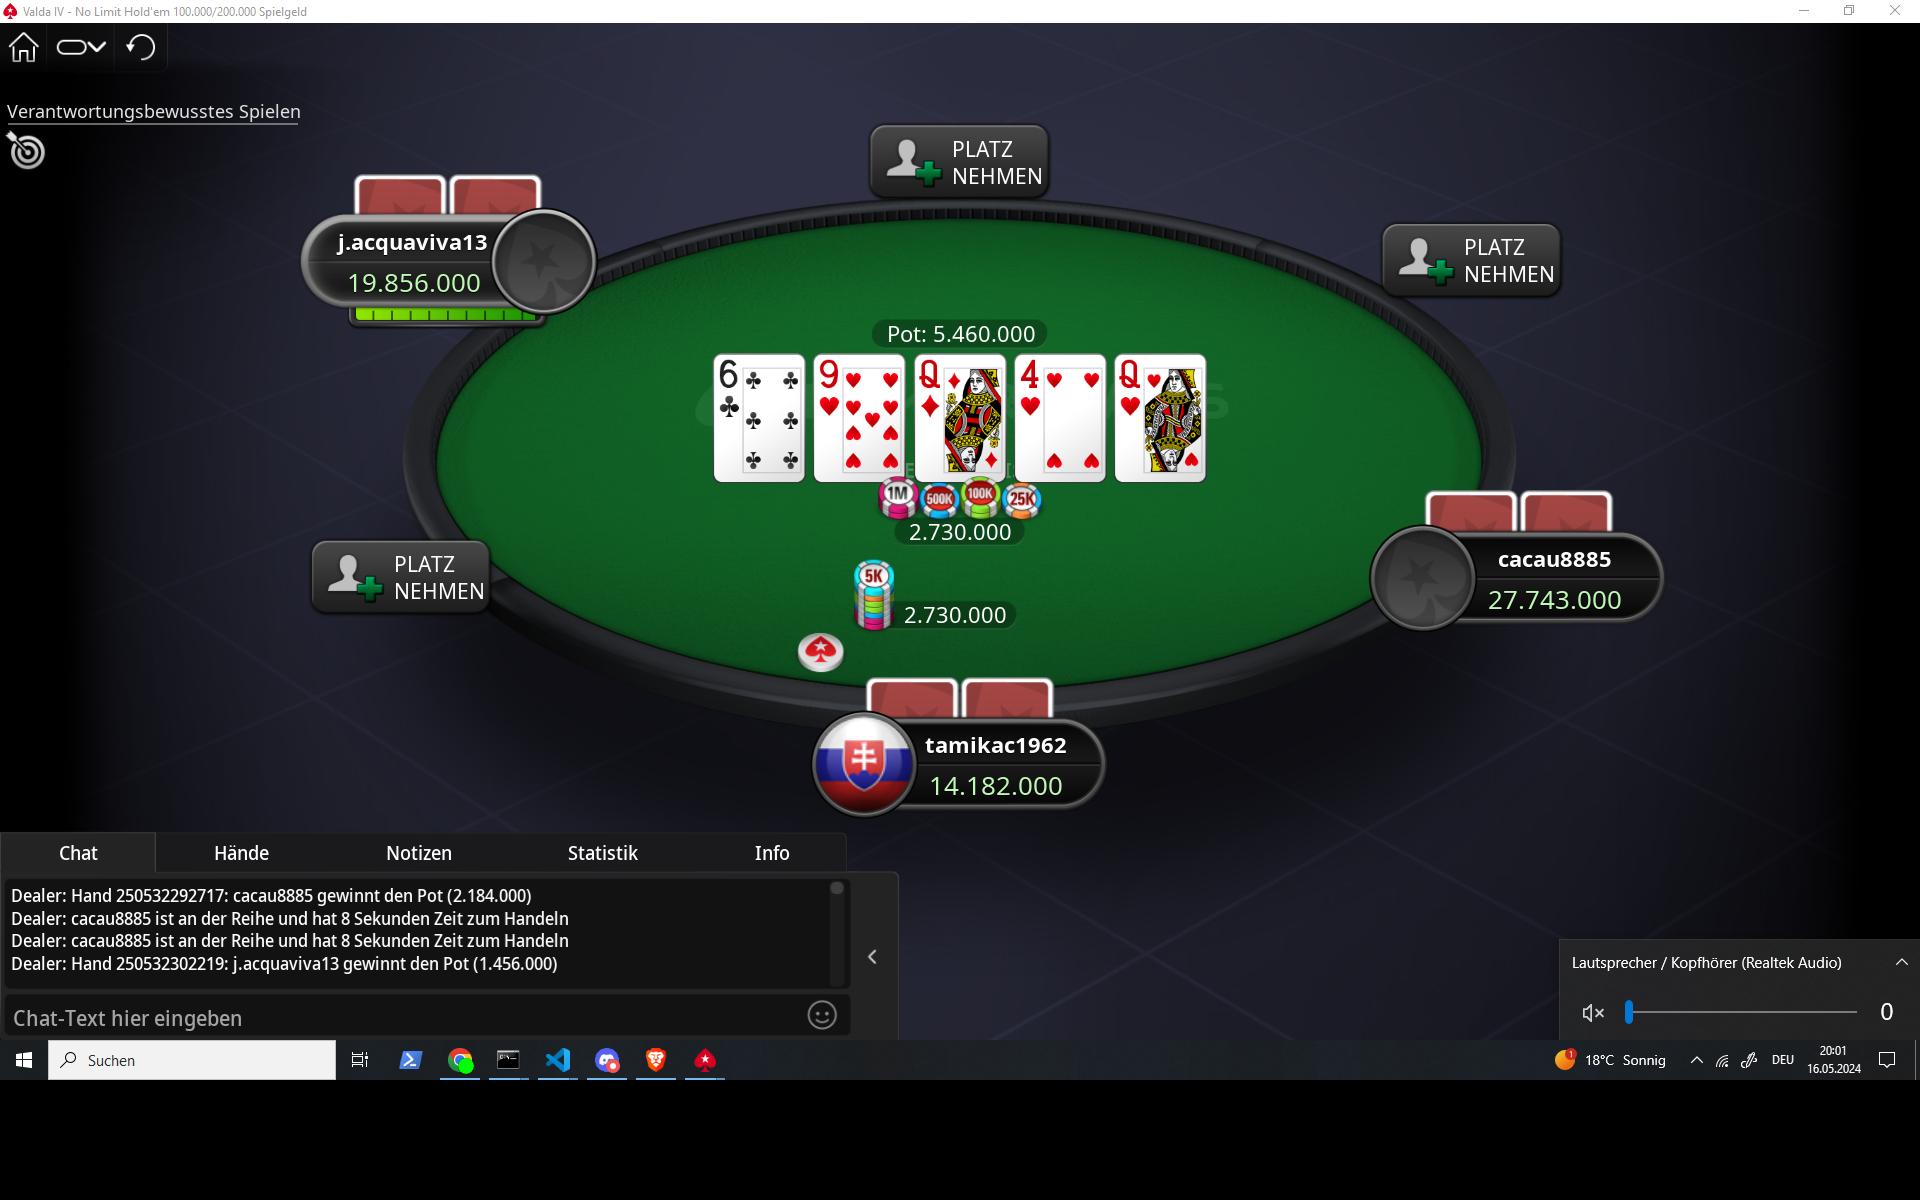 Valda IV - No Limit Hold'em 100.000/200.000 Spielgeld
Verantwortungsbewusstes Spielen
PLATZ
NEHMEN
j.acquaviva13
19.856.000
PLATZ
NEHMEN
Pot: 5.460.000
6
9
Q
4
Q
1M
500K
100K
25K
2.730.000
cacau8885
27.743.000
PLATZ
NEHMEN
5K
2.730.000
tamikac1962
14.182.000
Chat
Hände
Notizen
Statistik
Info
Dealer: Hand 250532292717: cacau8885 gewinnt den Pot (2.184.000)
Dealer: cacau8885 ist an der Reihe und hat 8 Sekunden Zeit zum Handeln
Dealer: cacau8885 ist an der Reihe und hat 8 Sekunden Zeit zum Handeln
Dealer: Hand 250532302219: j.acquaviva13 gewinnt den Pot (1.456.000)
Chat-Text hier eingeben
Lautsprecher / Kopfhörer (Realtek Audio)
0
Suchen
1
18°C Sonnig
DEU
20:01
16.05.2024